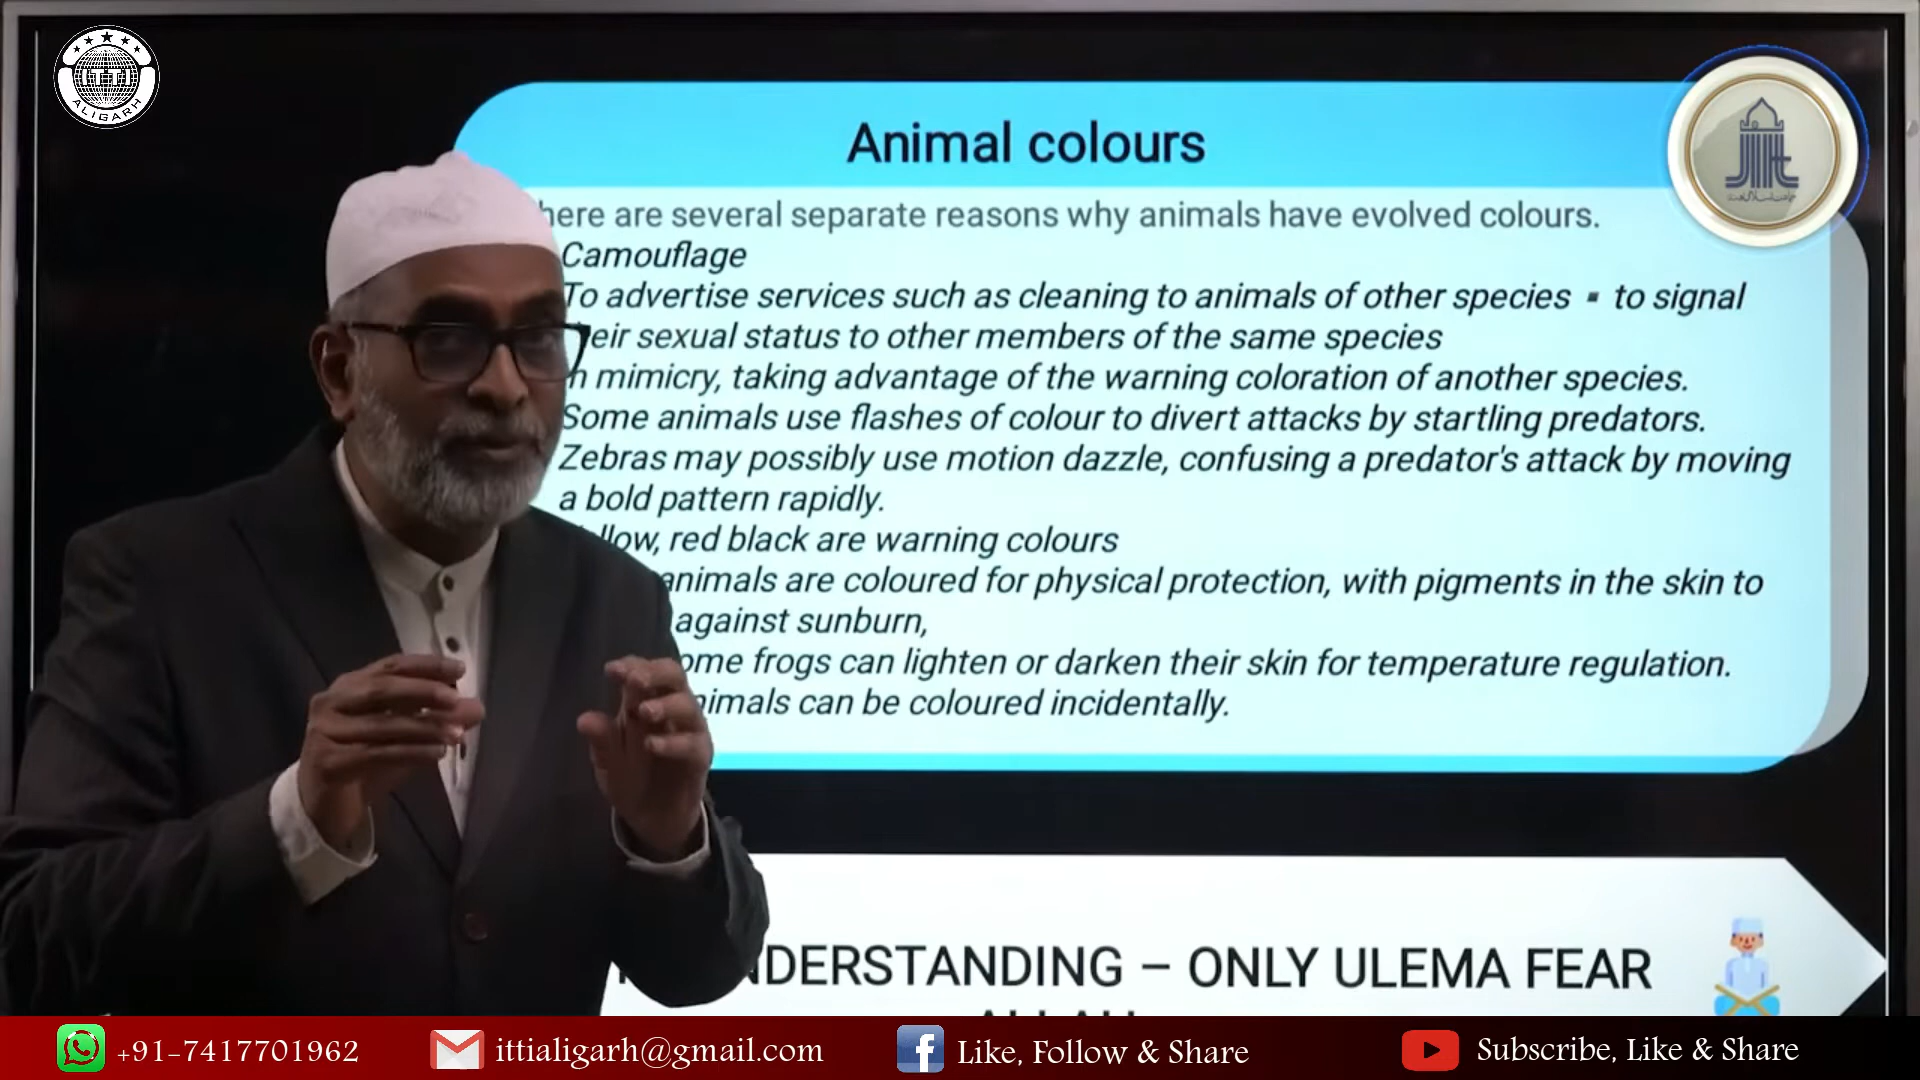 ITTI
ALIGARH
Animal colours
here are several separate reasons why animals have evolved colours.
Camouflage
To advertise services such as cleaning to animals of other species ▪ to signal
eir sexual status to other members of the same species
n mimicry, taking advantage of the warning coloration of another species.
Some animals use flashes of colour to divert attacks by startling predators.
Zebras may possibly use motion dazzle, confusing a predator's attack by moving
a bold pattern rapidly.
llow, red black are warning colours
animals are coloured for physical protection, with pigments in the skin to
against sunburn,
ome frogs can lighten or darken their skin for temperature regulation.
nimals can be coloured incidentally.
NDERSTANDING – ONLY ULEMA FEAR
+91-7417701962
ittialigarh@gmail.com
Like, Follow & Share
Subscribe, Like & Share